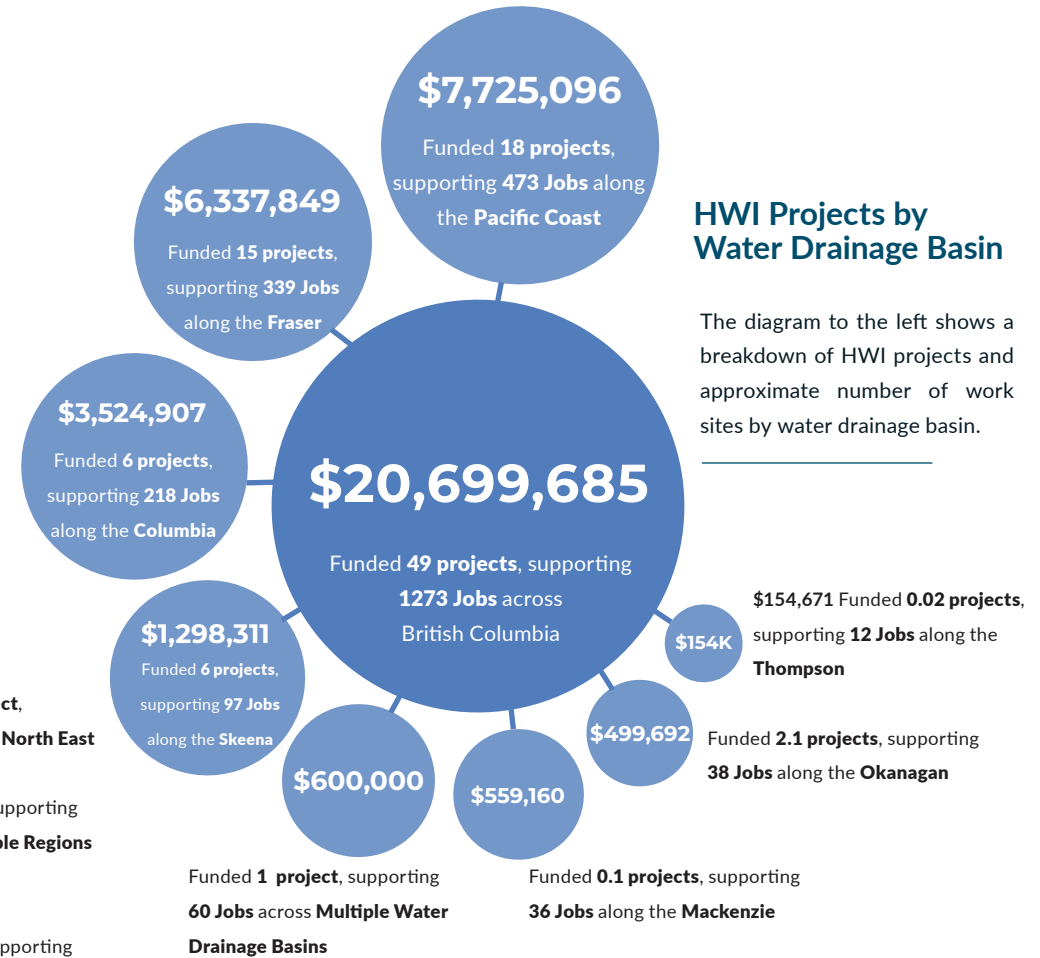 $7,725,096
Funded 18 projects,
supporting 473 Jobs along
the Pacific Coast
$6,337,849
Funded 15 projects,
supporting 339 Jobs
along the Fraser
HWI Projects by
Water Drainage Basin
The diagram to the left shows a
breakdown of HWI projects and
approximate number of work
sites by water drainage basin.
$3,524,907
Funded 6 projects,
supporting 218 Jobs
along the Columbia
$20,699,685
Funded 49 projects, supporting
1273 Jobs across
British Columbia
$1,298,311
Funded 6 projects,
supporting 97 Jobs
along the Skeena
$154K
$154,671 Funded 0.02 projects,
supporting 12 Jobs along the
Thompson
$499,692
Funded 2.1 projects, supporting
38 Jobs along the Okanagan
$600,000
Funded 1 project, supporting
60 Jobs across Multiple Water
Drainage Basins
$559,160
Funded 0.1 projects, supporting
36 Jobs along the Mackenzie
ct,
North East
upporting
ple Regions
pporting